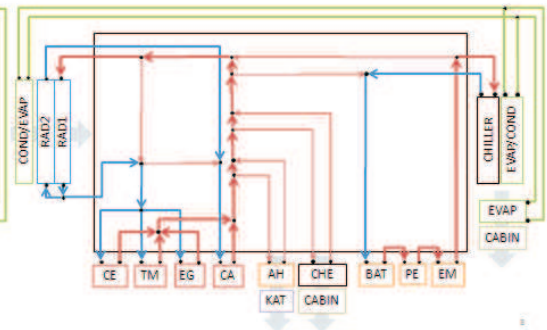 COND/EVAP
RAD2
RAD1
CHILLER
EVAP/COND
EVAP
CABIN
CE
TM
EG
CA
AH
CHE
BAT
PE
EM
KAT
CABIN